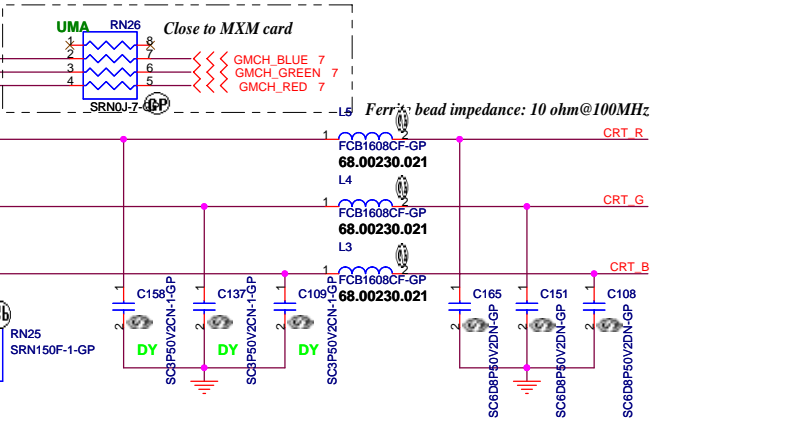 UMA RN26
Close to MXM card
1 8
2 7 GMCH_BLUE 7
3 6 GMCH_GREEN 7
4 5 GMCH_RED 7
SRN0J-7-GP
L5 Ferrite bead impedance: 10 ohm@100MHz
1 2 CRT_R
FCB1608CF-GP
68.00230.021
L4
1 2 CRT_G
FCB1608CF-GP
68.00230.021
L3
1 2 CRT_B
FCB1608CF-GP
68.00230.021
1 C158 1 C137 1 C109 1 C165 1 C151 1 C108
2 2 2 2 2 2
SC3P50V2CN-1-GP
SC3P50V2CN-1-GP
SC3P50V2CN-1-GP
SC6D8P50V2DN-GP
SC6D8P50V2DN-GP
SC6D8P50V2DN-GP
DY DY DY
RN25
SRN150F-1-GP